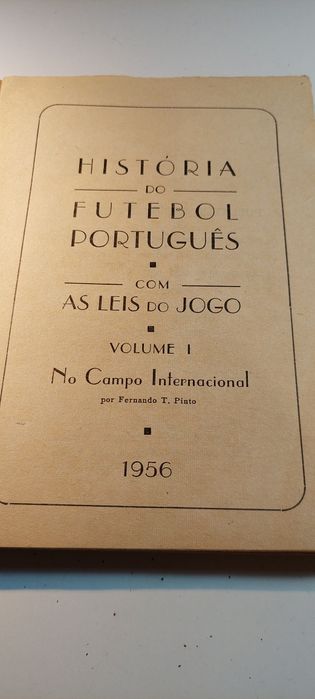 HISTÓRIA
DO
FUTEBOL
PORTUGUÊS
COM
AS LEIS DO JOGO
VOLUME I
No Campo Internacional
por Fernando T. Pinto
1956